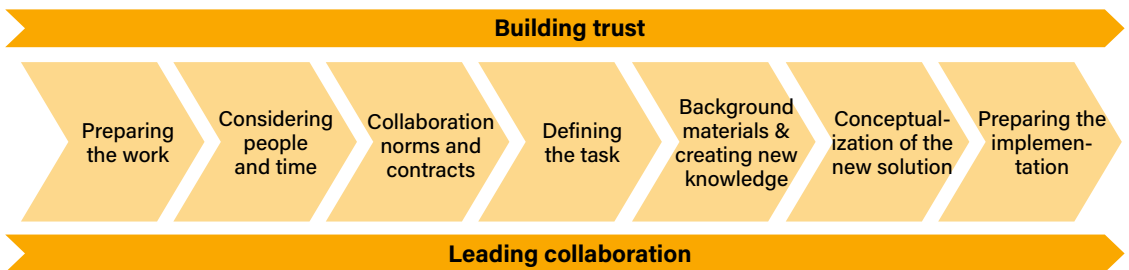 Building trust
Preparing
the work
Considering
people
and time
Collaboration
norms and
contracts
Defining
the task
Background
materials &
creating new
knowledge
Conceptual-
ization of the
new solution
Preparing the
implemen-
tation
Leading collaboration